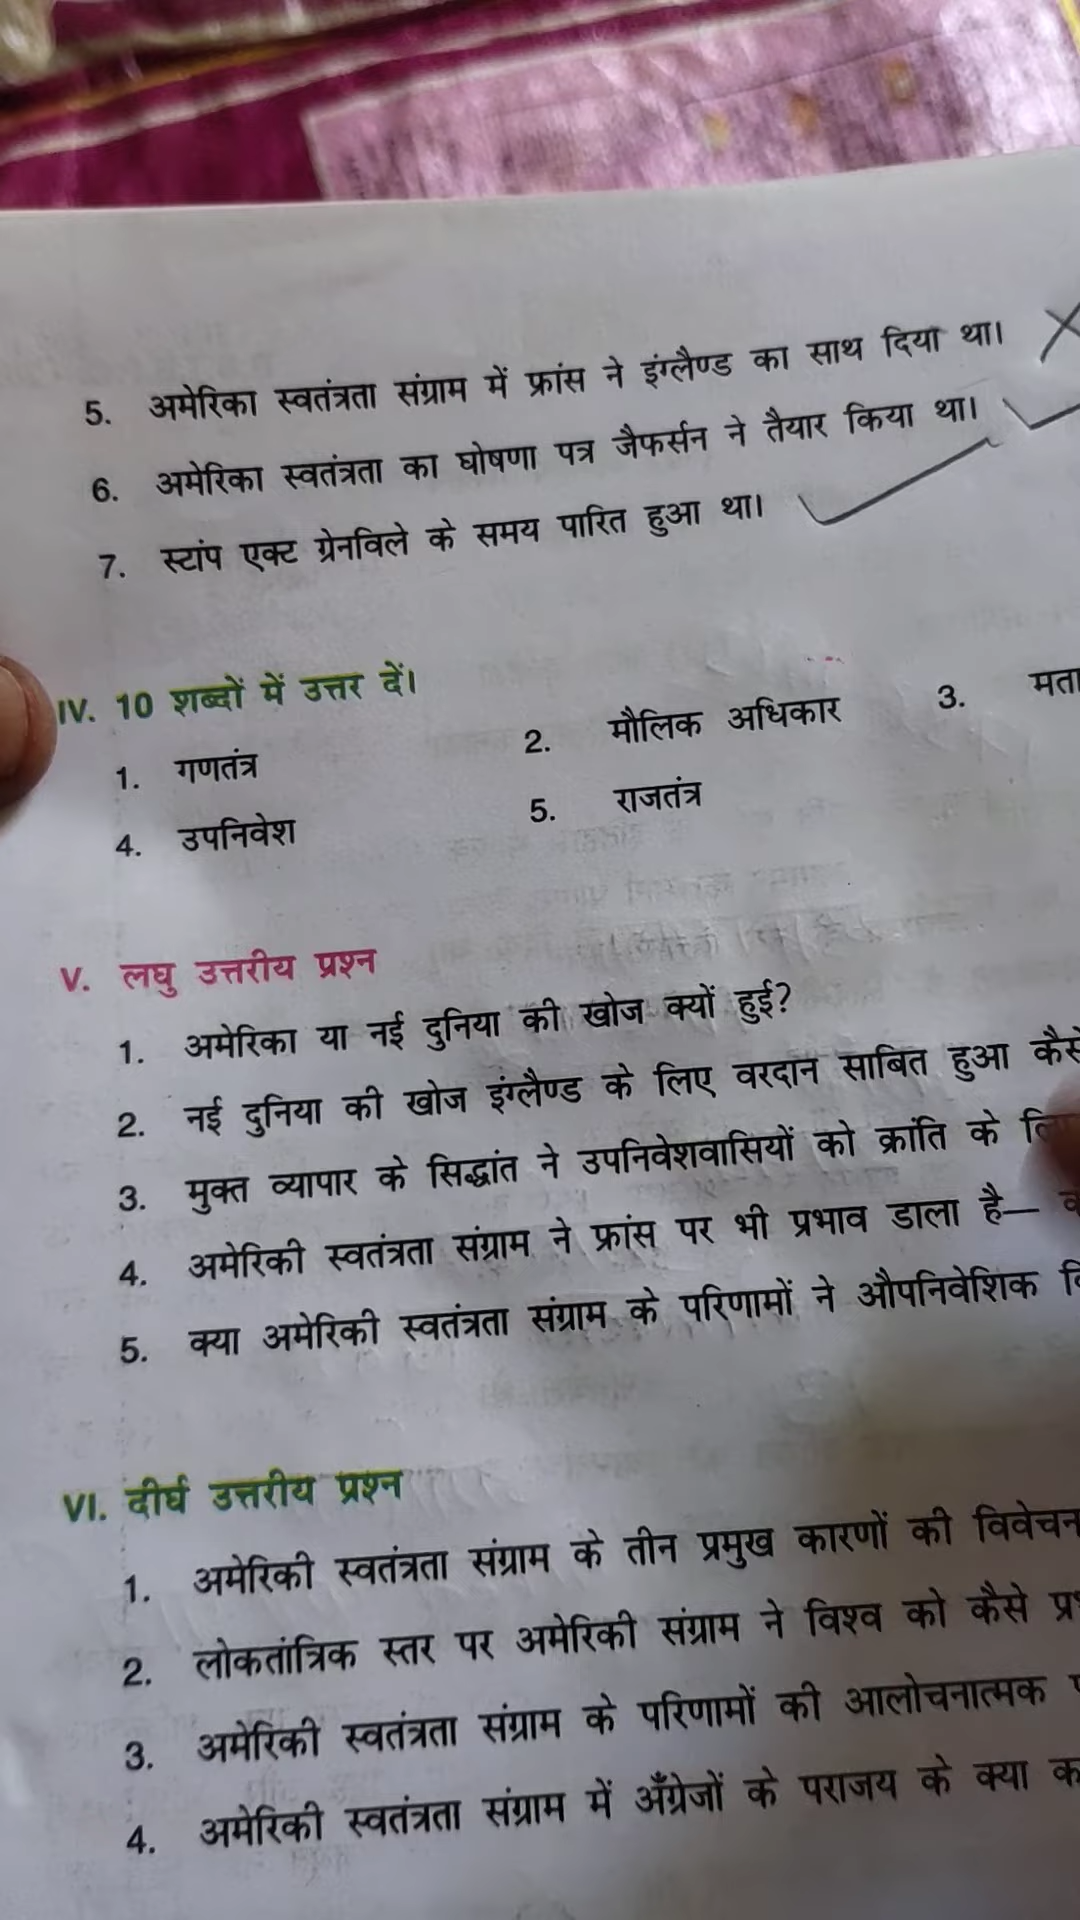 5. अमेरिका स्वतंत्रता संग्राम में फ्रांस ने इंग्लैण्ड का साथ दिया था।
6. अमेरिका स्वतंत्रता का घोषणा पत्र जैफर्सन ने तैयार किया था।
7. स्टांप एक्ट ग्रेनविले के समय पारित हुआ था।
IV. 10 शब्दों में उत्तर दें।
1. गणतंत्र 2. मौलिक अधिकार 3.
4. उपनिवेश 5. राजतंत्र
V. लघु उत्तरीय प्रश्न
1. अमेरिका या नई दुनिया की खोज क्यों हुई?
2. नई दुनिया की खोज इंग्लैण्ड के लिए वरदान साबित हुआ कैसे
3. मुक्त व्यापार के सिद्धांत ने उपनिवेशवासियों को क्रांति के
4. अमेरिकी स्वतंत्रता संग्राम ने फ्रांस पर भी प्रभाव डाला है—
5. क्या अमेरिकी स्वतंत्रता संग्राम के परिणामों ने औपनिवेशिक
VI. दीर्घ उत्तरीय प्रश्न
1. अमेरिकी स्वतंत्रता संग्राम के तीन प्रमुख कारणों की
2. लोकतांत्रिक स्तर पर अमेरिकी संग्राम ने विश्व को कैसे
3. अमेरिकी स्वतंत्रता संग्राम के परिणामों की आलोचनात्मक
4. अमेरिकी स्वतंत्रता संग्राम में अँग्रेजों के पराजय के क्या